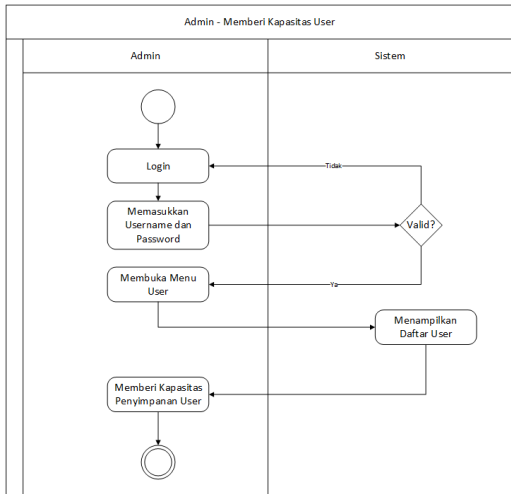 Admin - Memberi Kapasitas User
Admin
Sistem
Login
Tidak
Memasukkan
Username dan
Password
Valid?
Membuka Menu
User
Ya
Menampilkan
Daftar User
Memberi Kapasitas
Penyimpanan User